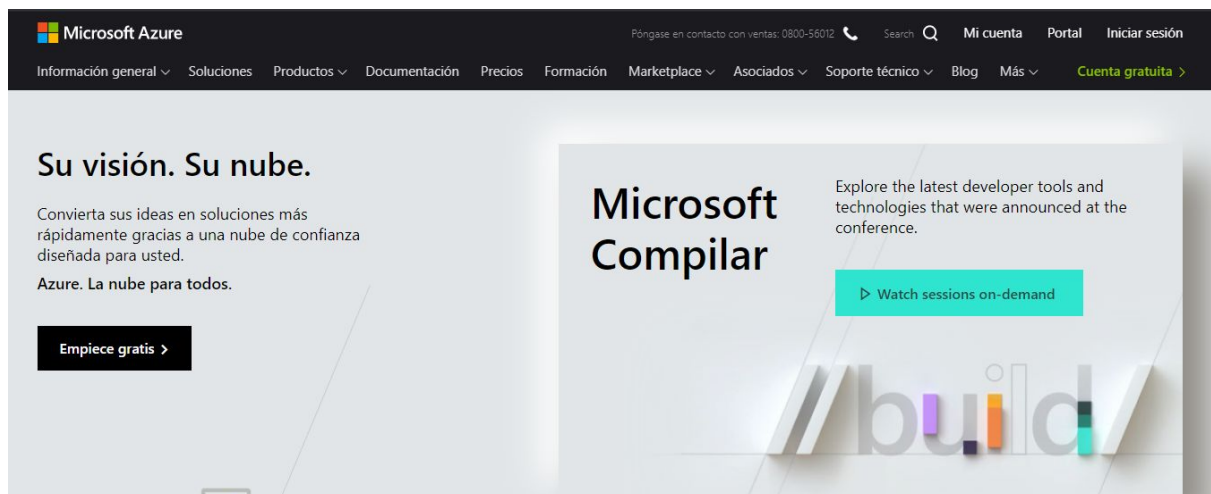 Microsoft Azure
Póngase en contacto con ventas: 0800-56012 Search Mi cuenta Portal Iniciar sesión
Información general Soluciones Productos Documentación Precios Formación Marketplace Asociados Soporte técnico Blog Más Cuenta gratuita
Su visión. Su nube.
Convierta sus ideas en soluciones más
rápidamente gracias a una nube de confianza
diseñada para usted.
Azure. La nube para todos.
Empiece gratis
Microsoft
Compilar
Explore the latest developer tools and
technologies that were announced at the
conference.
Watch sessions on-demand
//build/